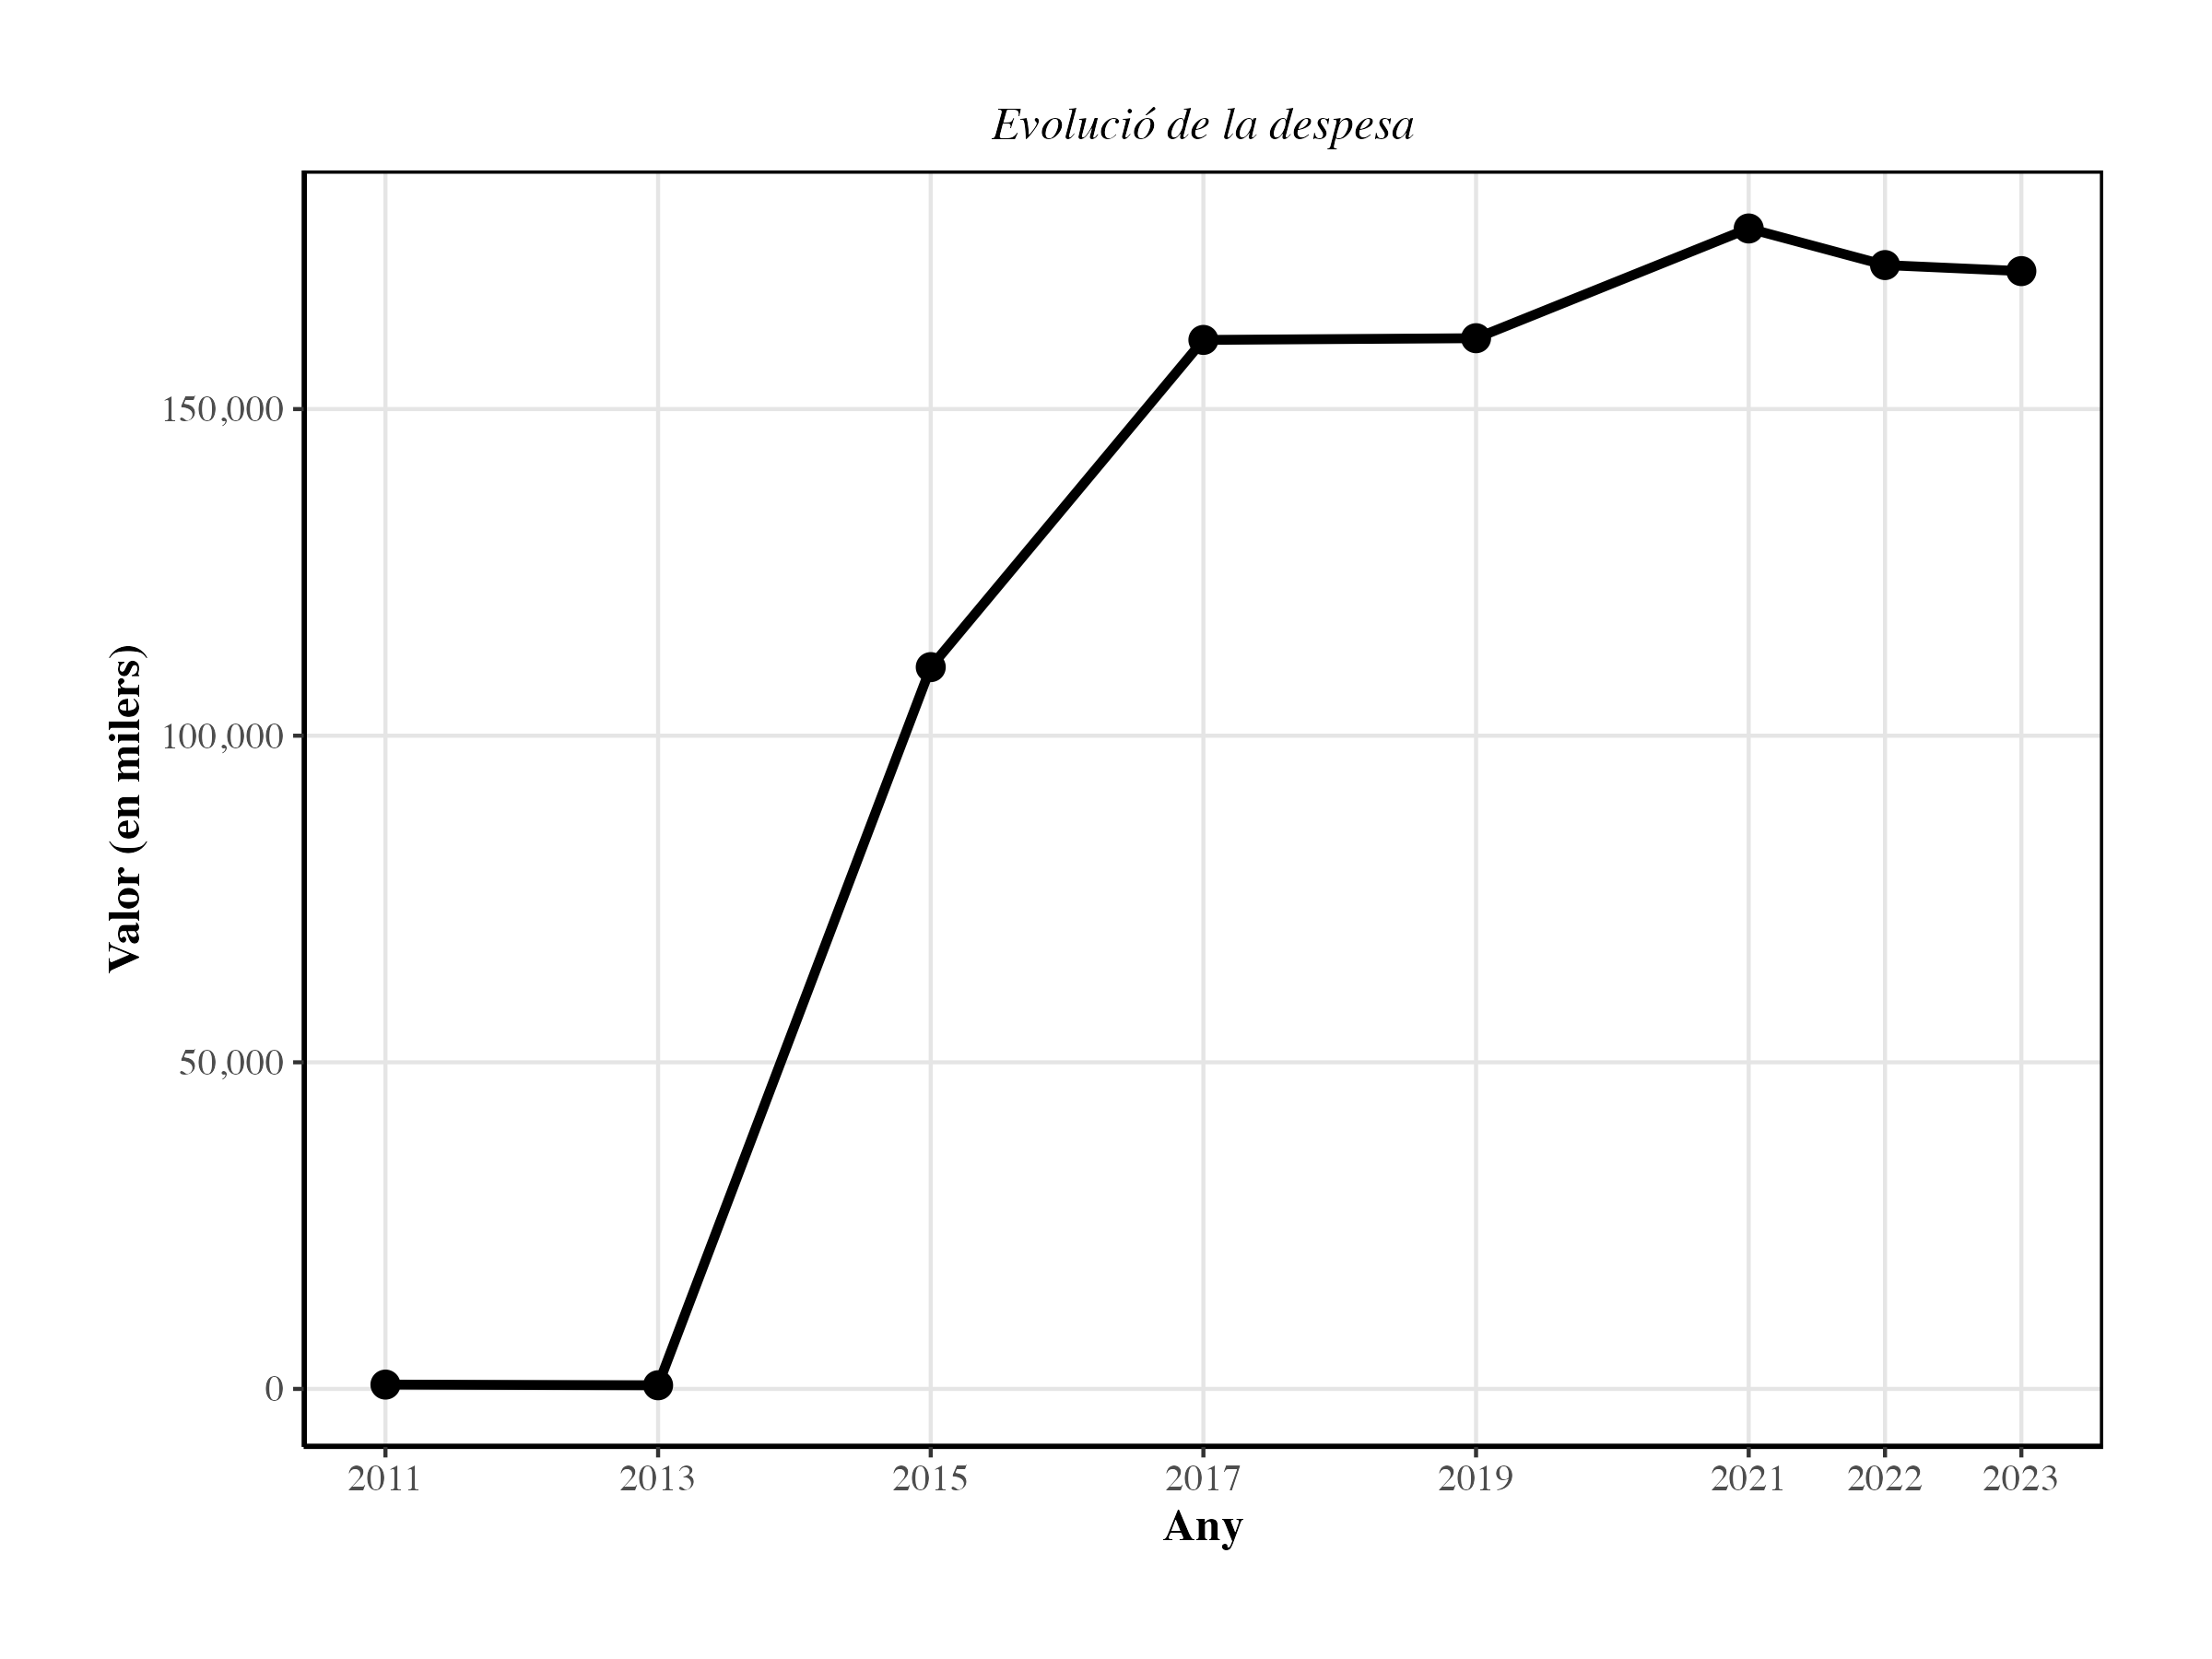 Evolució de la despesa
Valor (en milers)
150,000
100,000
50,000
0
2011 2013 2015 2017 2019 2021 2022 2023
Any